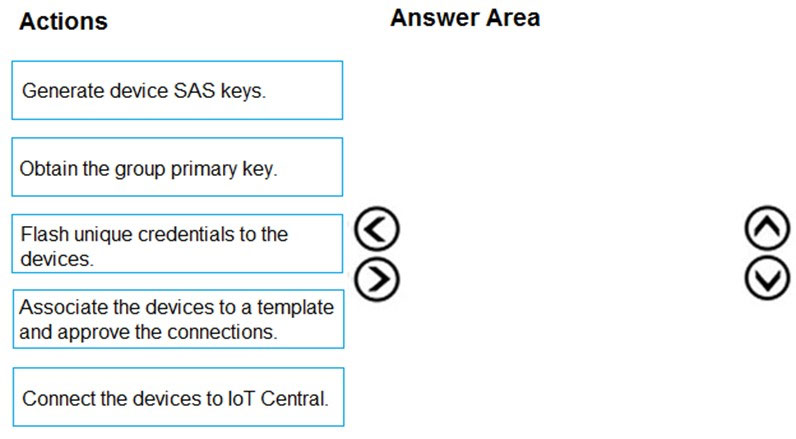 Actions
Answer Area
Generate device SAS keys.
Obtain the group primary key.
Flash unique credentials to the
devices.
Associate the devices to a template
and approve the connections.
Connect the devices to IoT Central.